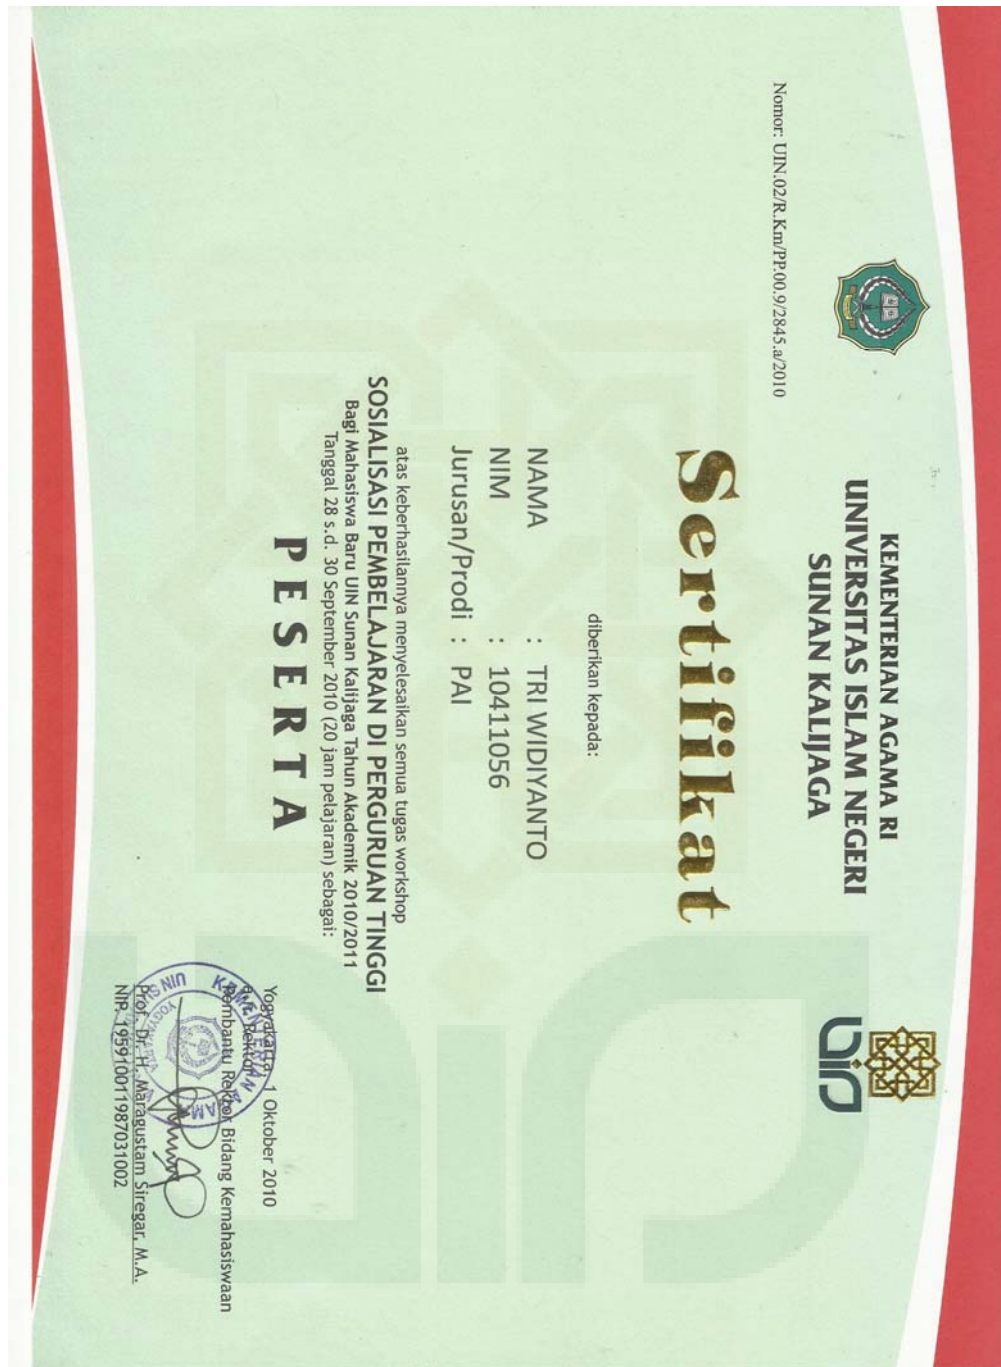 KEMENTERIAN AGAMA RI
UNIVERSITAS ISLAM NEGERI
SUNAN KALIJAGA
uin
Nomor: UIN.02/R.Km/PP.00.9/2845.a/2010
Sertifikat
diberikan kepada:
NAMA : TRI WIDIYANTO
NIM : 10411056
Jurusan/Prodi : PAI
atas keberhasilannya menyelesaikan semua tugas workshop
SOSIALISASI PEMBELAJARAN DI PERGURUAN TINGGI
Bagi Mahasiswa Baru UIN Sunan Kalijaga Tahun Akademik 2010/2011
Tanggal 28 s.d. 30 September 2010 (20 jam pelajaran) sebagai:
PESERTA
Yogyakarta, 1 Oktober 2010
a.n. Rektor
Pembantu Rektor Bidang Kemahasiswaan
Prof. Dr. H. Maragustam Siregar, M.A.
NIP. 195910011987031002